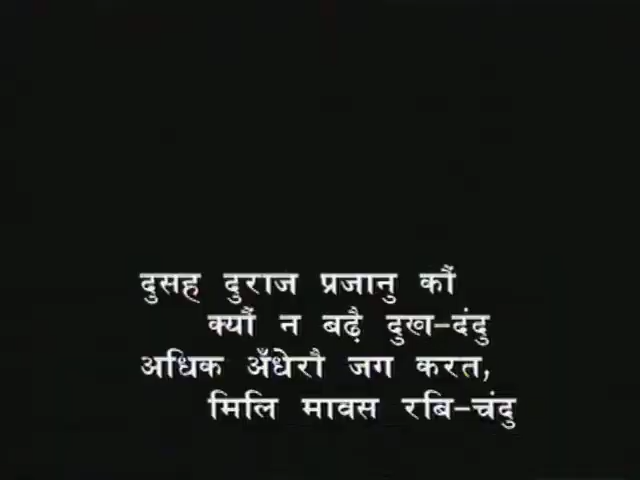 दुसह दुराज प्रजानु कौं
क्यौं न बढ़ै दुख-दंदु
अधिक अँधेरौ जग करत,
मिलि मावस रबि-चंदु